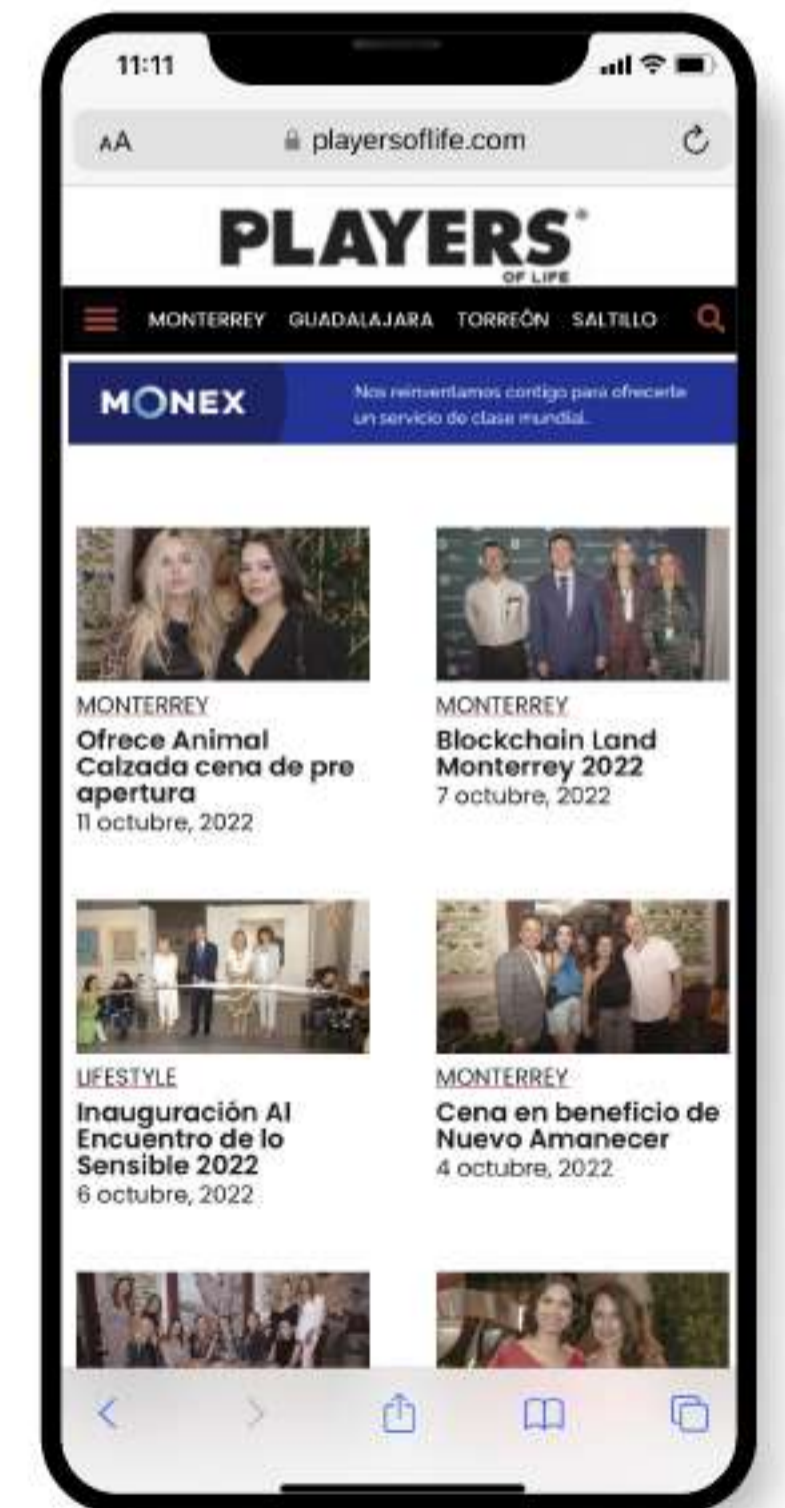 11:11
AA
playersoflife.com
PLAYERS®
OF LIFE
MONTERREY GUADALAJARA TORREÓN SALTILLO
MONEX
Nos reinventamos contigo para ofrecerte
un servicio de clase mundial.
MONTERREY
Ofrece Animal
Calzada cena de pre
apertura
11 octubre, 2022
MONTERREY
Blockchain Land
Monterrey 2022
7 octubre, 2022
LIFESTYLE
Inauguración Al
Encuentro de lo
Sensible 2022
6 octubre, 2022
MONTERREY
Cena en beneficio de
Nuevo Amanecer
4 octubre, 2022